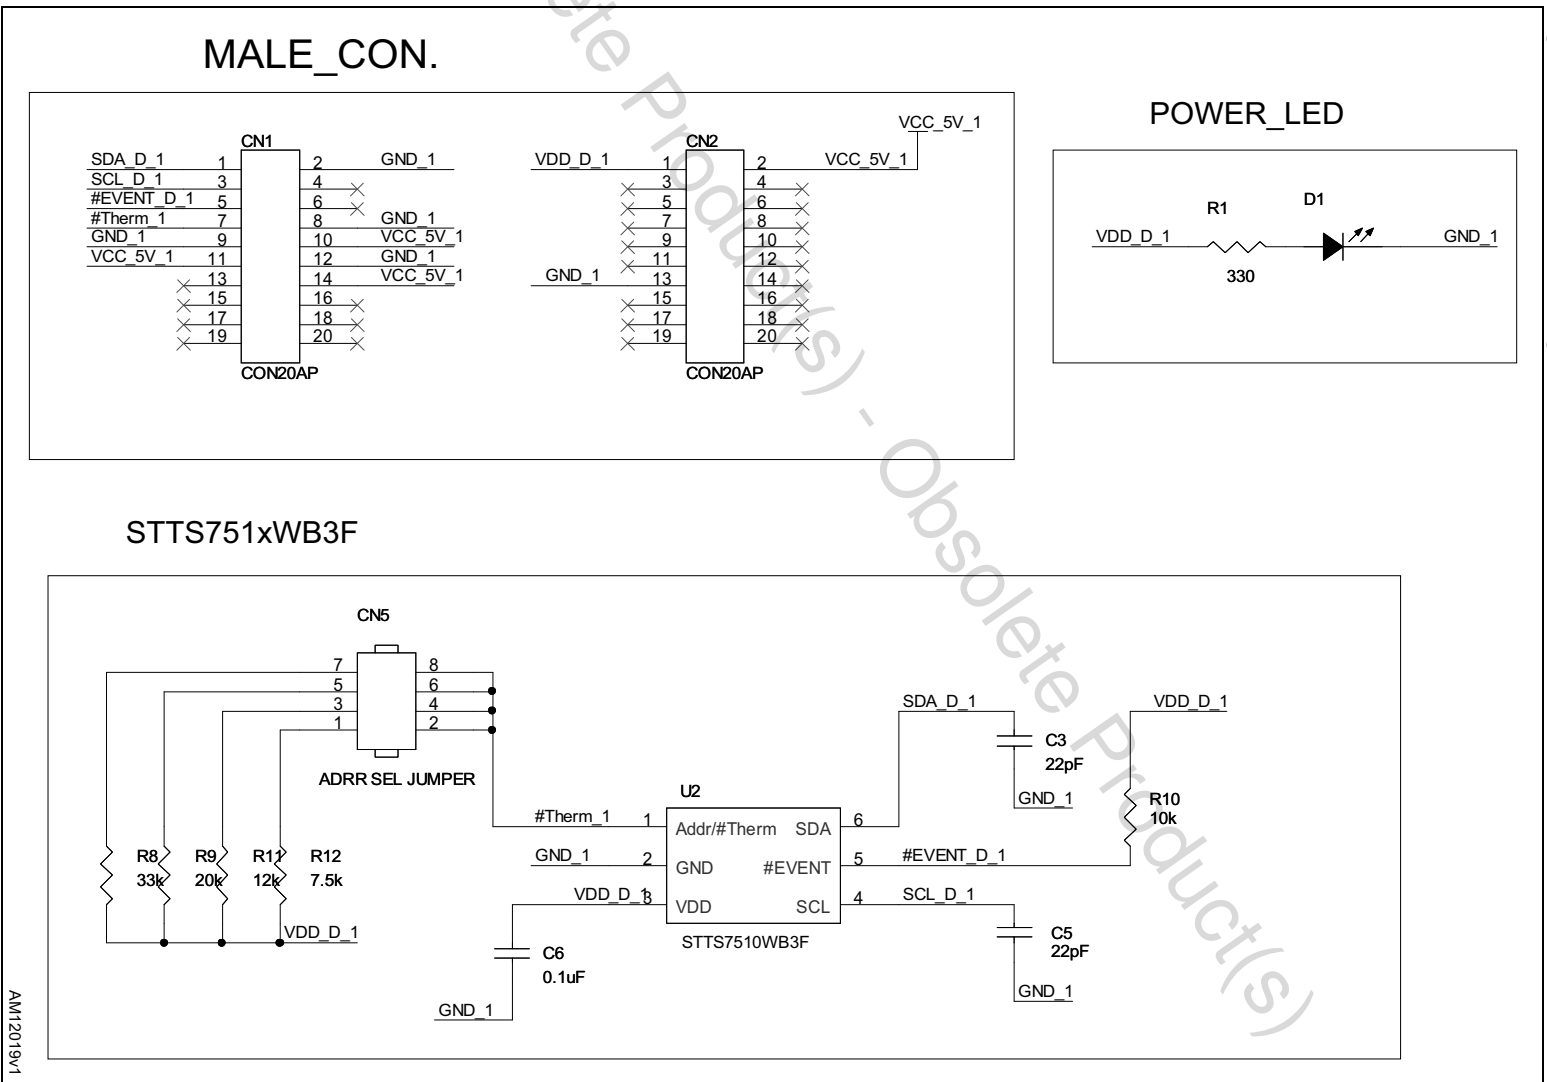 MALE_CON.
POWER_LED
CN1
SDA_D_1 1 2 GND_1
SCL_D_1 3 4
#EVENT_D_1 5 6
#Therm_1 7 8 GND_1
GND_1 9 10 VCC_5V_1
VCC_5V_1 11 12 GND_1
13 14 VCC_5V_1
15 16
17 18
19 20
CON20AP
VCC_5V_1
CN2
VDD_D_1 1 2 VCC_5V_1
3 4
5 6
7 8
9 10
11 12
GND_1 13 14
15 16
17 18
19 20
CON20AP
R1 D1
VDD_D_1 GND_1
330
STTS751xWB3F
CN5
7 8
5 6
3 4
1 2
ADRR SEL JUMPER
R8 R9 R11 R12
33k 20k 12k 7.5k
VDD_D_1
U2
#Therm_1 1 Addr/#Therm SDA 6
GND_1 2 GND #EVENT 5 #EVENT_D_1
VDD_D_1 3 VDD SCL 4 SCL_D_1
STTS7510WB3F
C6
0.1uF
GND_1
SDA_D_1
C3
22pF
GND_1
VDD_D_1
R10
10k
C5
22pF
GND_1
AM12019v1
ete Product(s) - Obsolete Product(s)